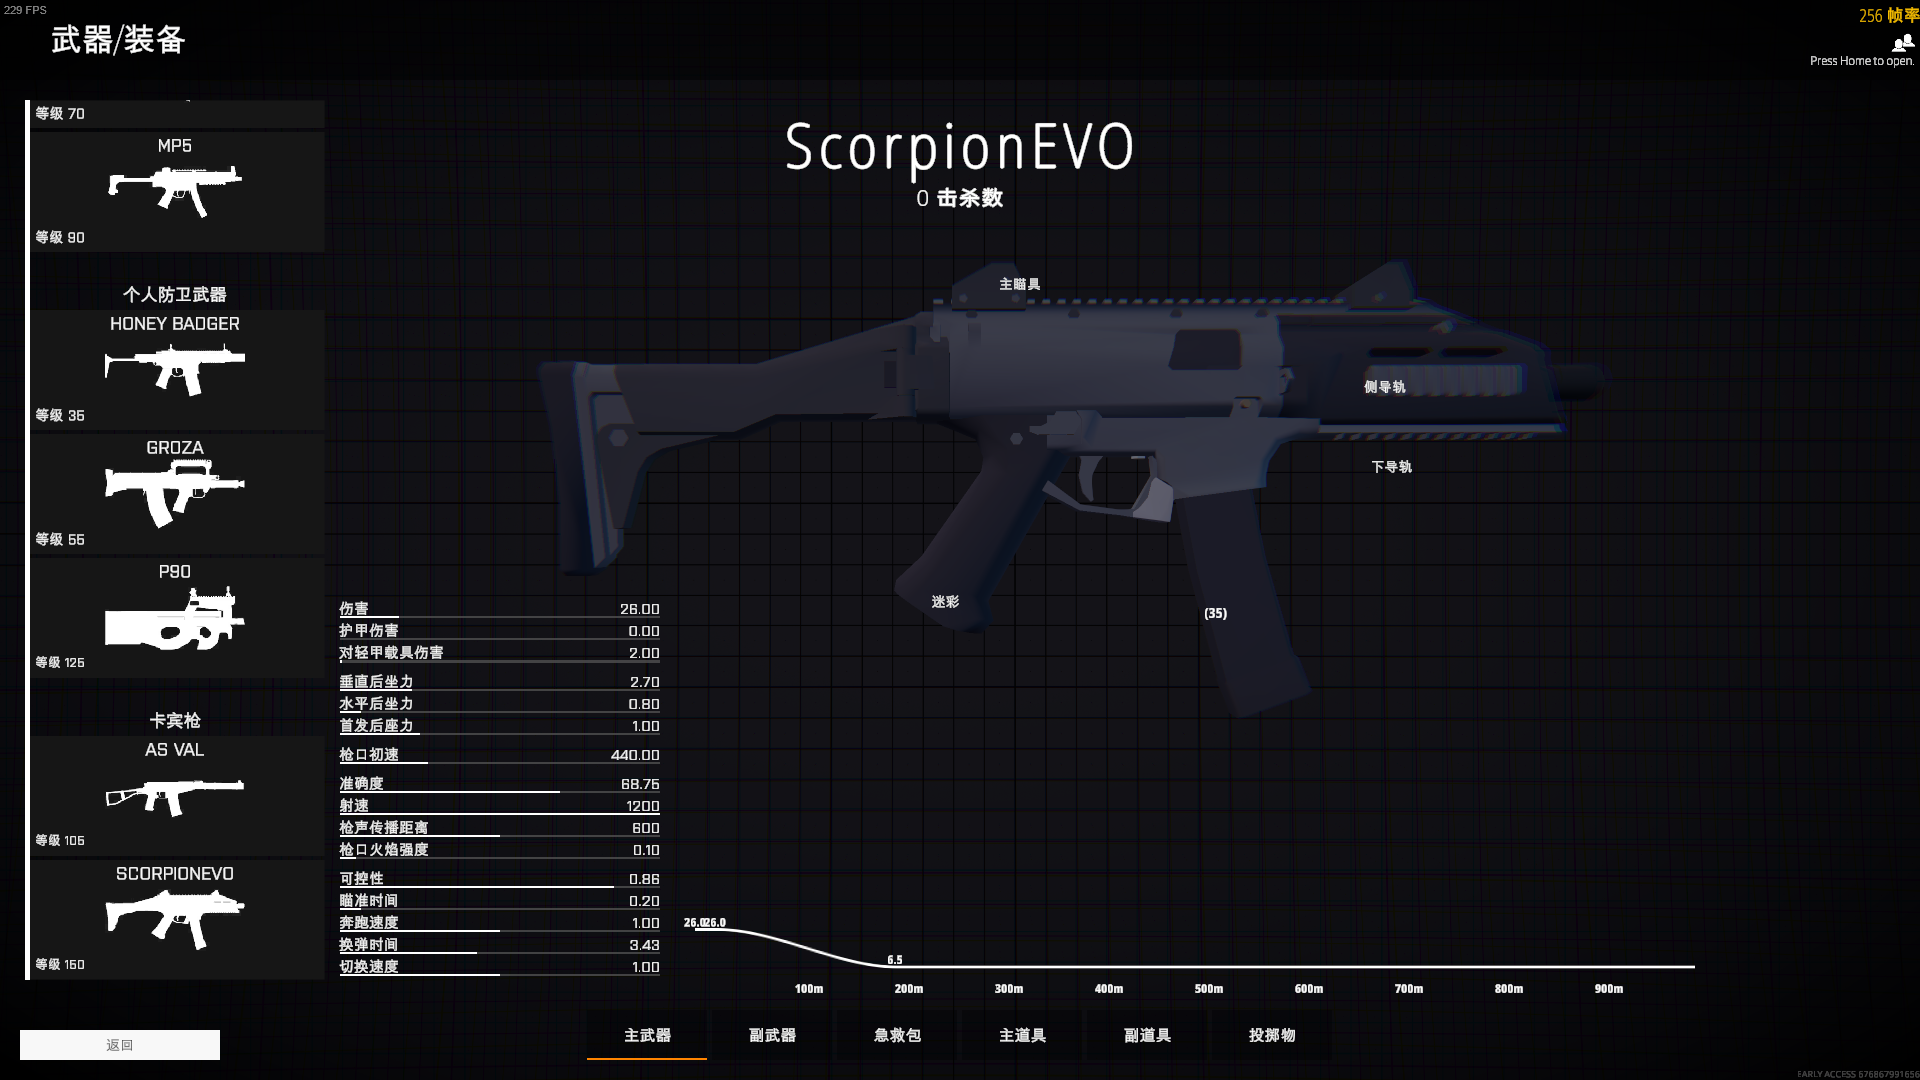 229 FPS
256 帧率
武器/装备
Press Home to open.
等级 70
MP5
等级 90
个人防卫武器
HONEY BADGER
等级 35
GROZA
等级 55
P90
等级 125
卡宾枪
AS VAL
等级 105
SCORPIONEVO
等级 150
返回
ScorpionEVO
0 击杀数
主瞄具
侧导轨
下导轨
迷彩
(35)
伤害 26.00
护甲伤害 0.00
对轻甲载具伤害 2.00
垂直后坐力 2.70
水平后坐力 0.80
首发后座力 1.00
枪口初速 440.00
准确度 68.75
射速 1200
枪声传播距离 600
枪口火焰强度 0.10
可控性 0.86
瞄准时间 0.20
奔跑速度 1.00
换弹时间 3.43
切换速度 1.00
26.0 26.0
6.5
100m 200m 300m 400m 500m 600m 700m 800m 900m
主武器 副武器 急救包 主道具 副道具 投掷物
EARLY ACCESS 676867991656